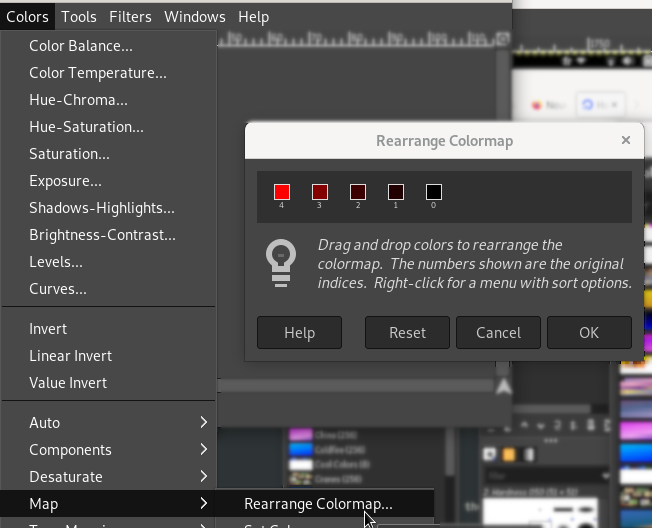 Colors Tools Filters Windows Help
Color Balance...
Color Temperature...
Hue-Chroma...
Hue-Saturation...
Saturation...
Exposure...
Shadows-Highlights...
Brightness-Contrast...
Levels...
Curves...
Invert
Linear Invert
Value Invert
Auto
Components
Desaturate
Map
Rearrange Colormap...
Rearrange Colormap
4 3 2 1 0
Drag and drop colors to rearrange the
colormap. The numbers shown are the original
indices. Right-click for a menu with sort options.
Help Reset Cancel OK